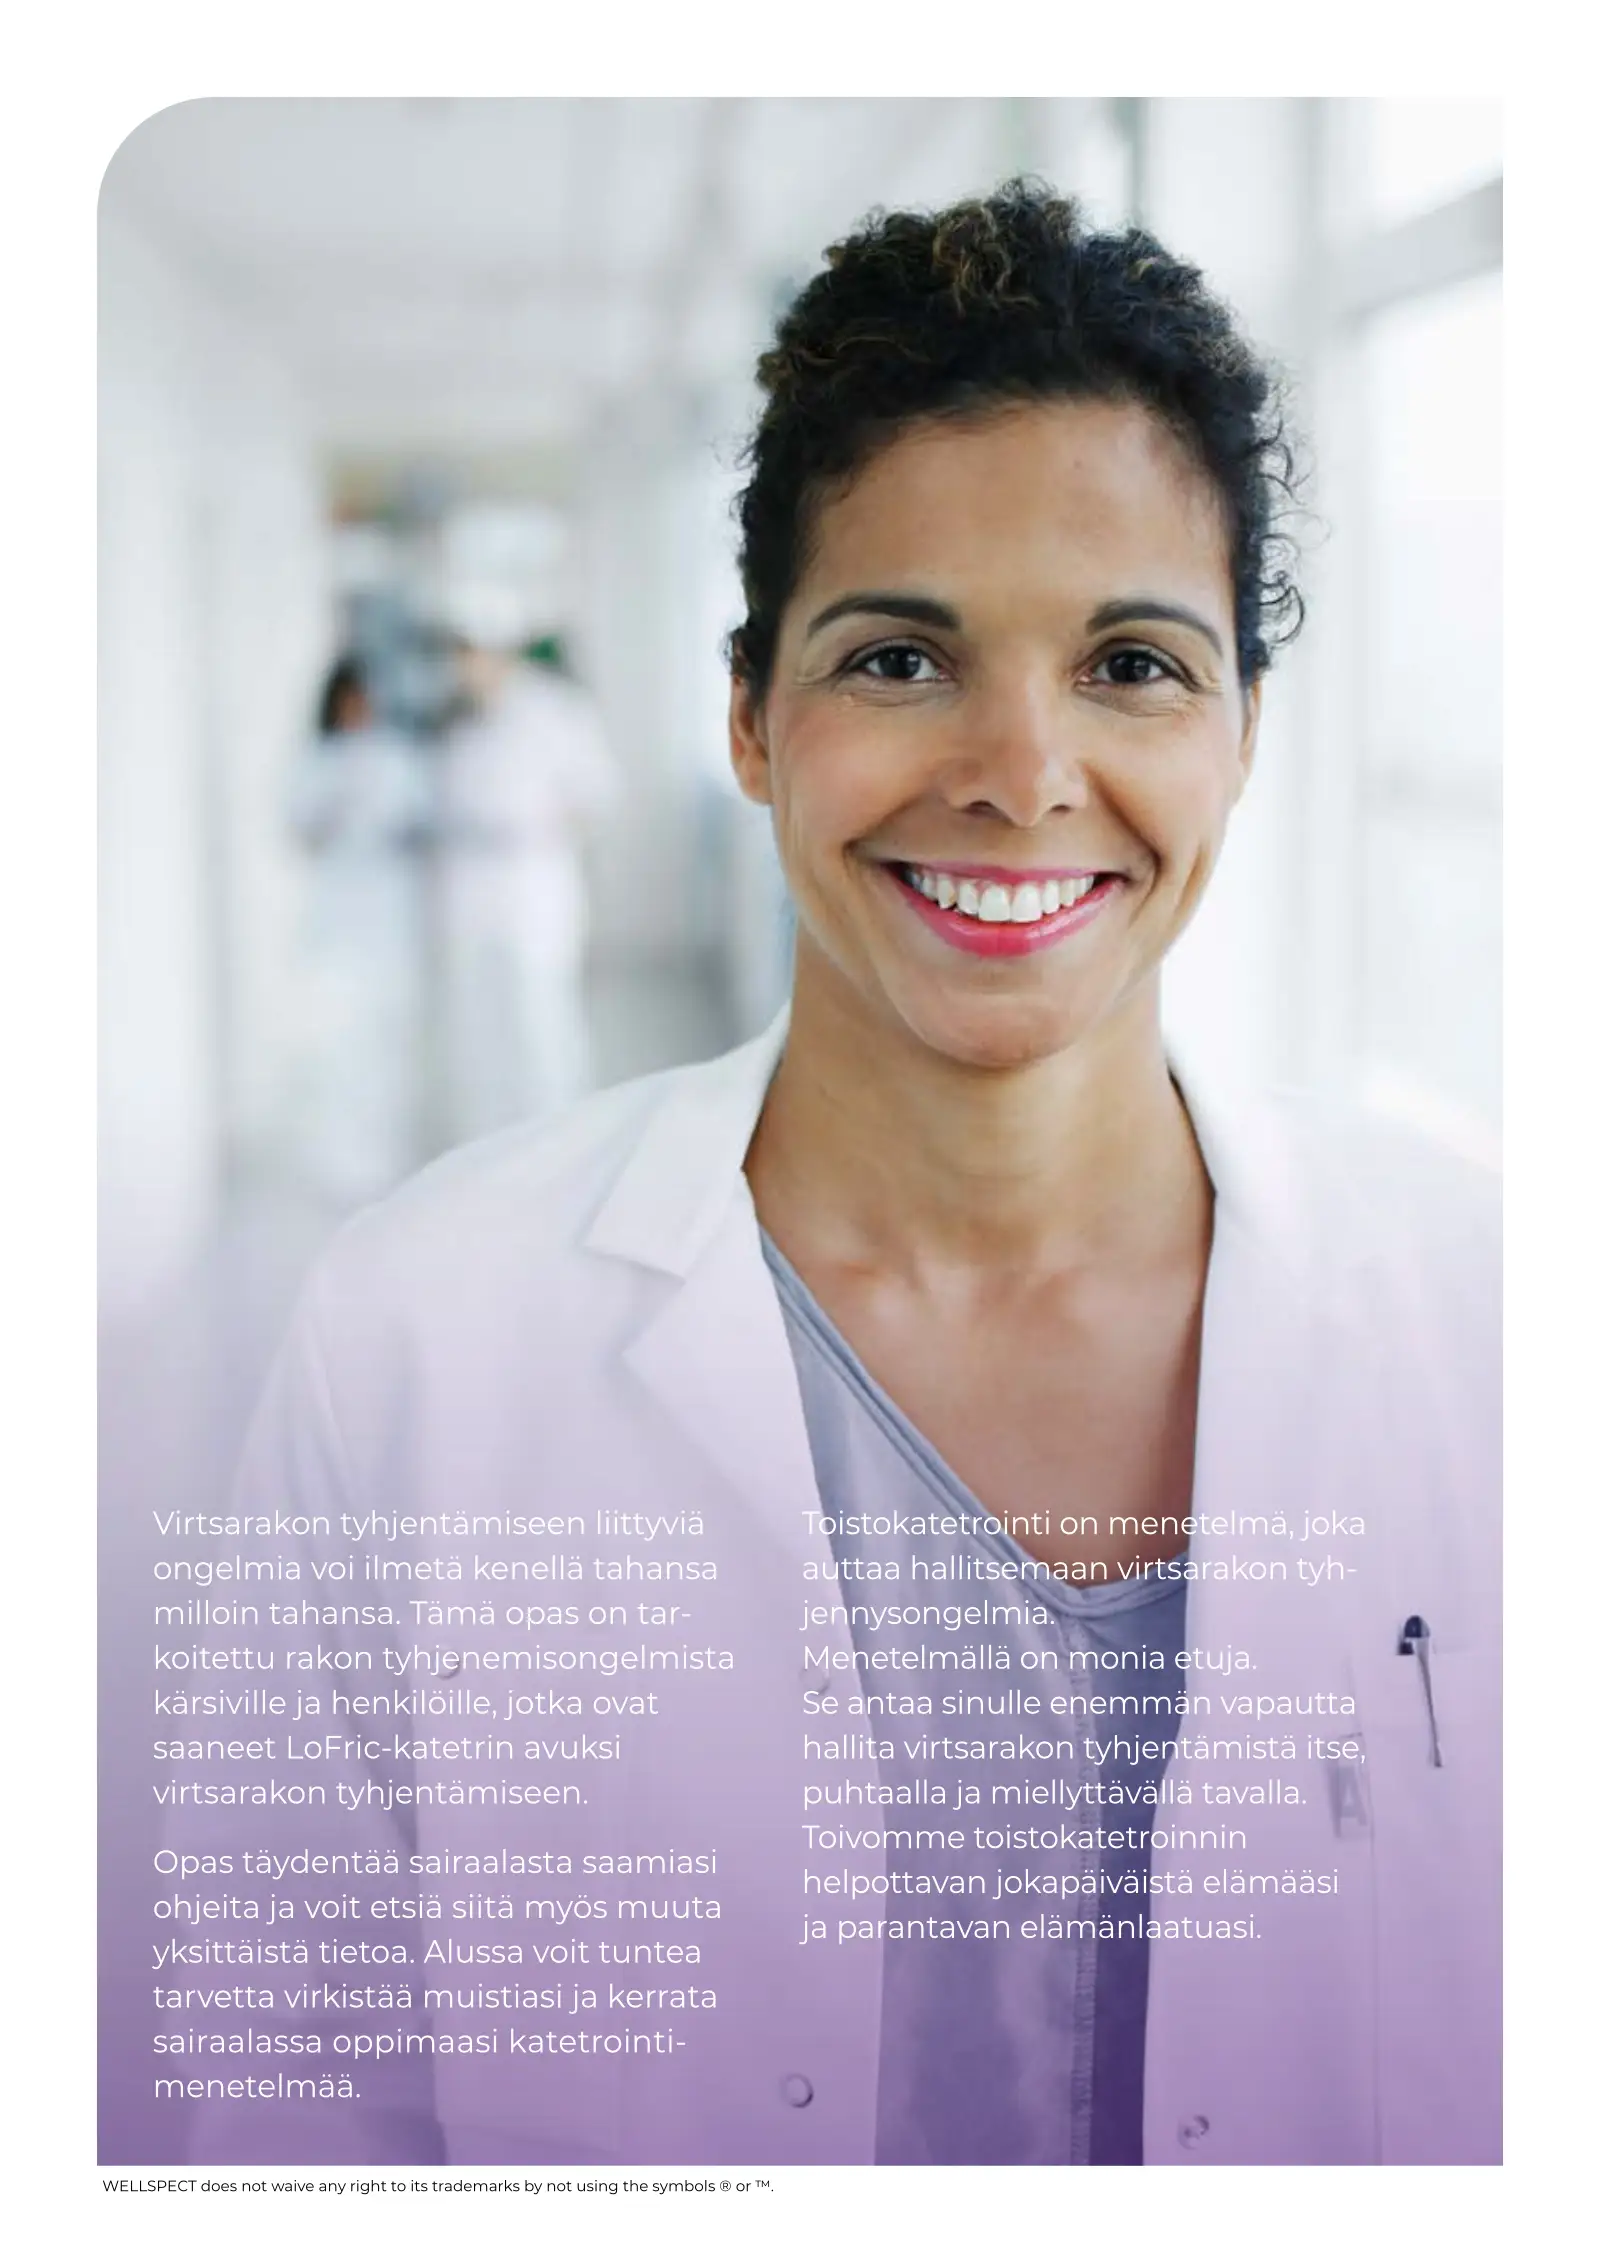 Virtsarakon tyhjentämiseen liittyviä
ongelmia voi ilmetä kenellä tahansa
milloin tahansa. Tämä opas on tar-
koitettu rakon tyhjenemisongelmista
kärsiville ja henkilöille, jotka ovat
saaneet LoFric-katetrin avuksi
virtsarakon tyhjentämiseen.
Opas täydentää sairaalasta saamiasi
ohjeita ja voit etsiä siitä myös muuta
yksittäistä tietoa. Alussa voit tuntea
tarvetta virkistää muistiasi ja kerrata
sairaalassa oppimaasi katetrointi-
menetelmää.
Toistokatetrointi on menetelmä, joka
auttaa hallitsemaan virtsarakon tyh-
jennysongelmia.
Menetelmällä on monia etuja.
Se antaa sinulle enemmän vapautta
hallita virtsarakon tyhjentämistä itse,
puhtaalla ja miellyttävällä tavalla.
Toivomme toistokatetroinnin
helpottavan jokapäiväistä elämääsi
ja parantavan elämänlaatuasi.
WELLSPECT does not waive any right to its trademarks by not using the symbols ® or ™.